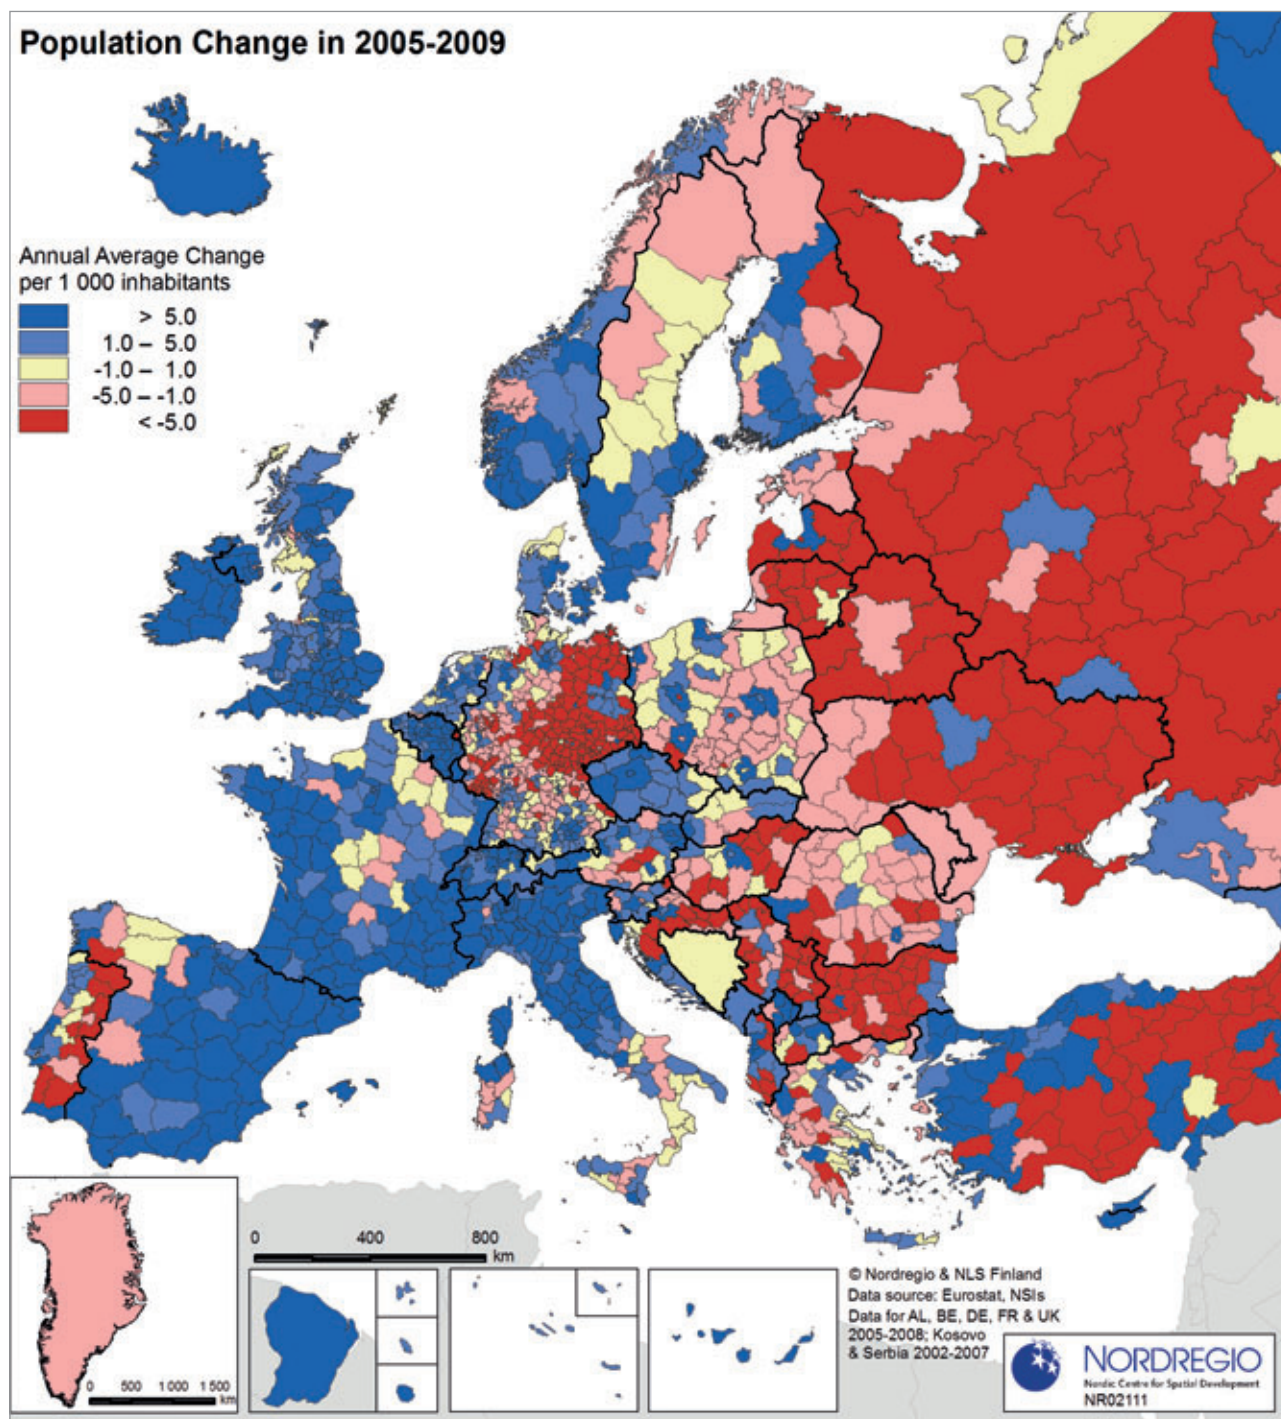 Population Change in 2005-2009
Annual Average Change
per 1 000 inhabitants
> 5.0
1.0 – 5.0
-1.0 – 1.0
-5.0 – -1.0
< -5.0
0 400 800
km
0 500 1 000 1 500
km
© Nordregio & NLS Finland
Data source: Eurostat, NSIs
Data for AL, BE, DE, FR & UK
2005-2008; Kosovo
& Serbia 2002-2007
NORDREGIO
Nordic Centre for Spatial Development
NR02111